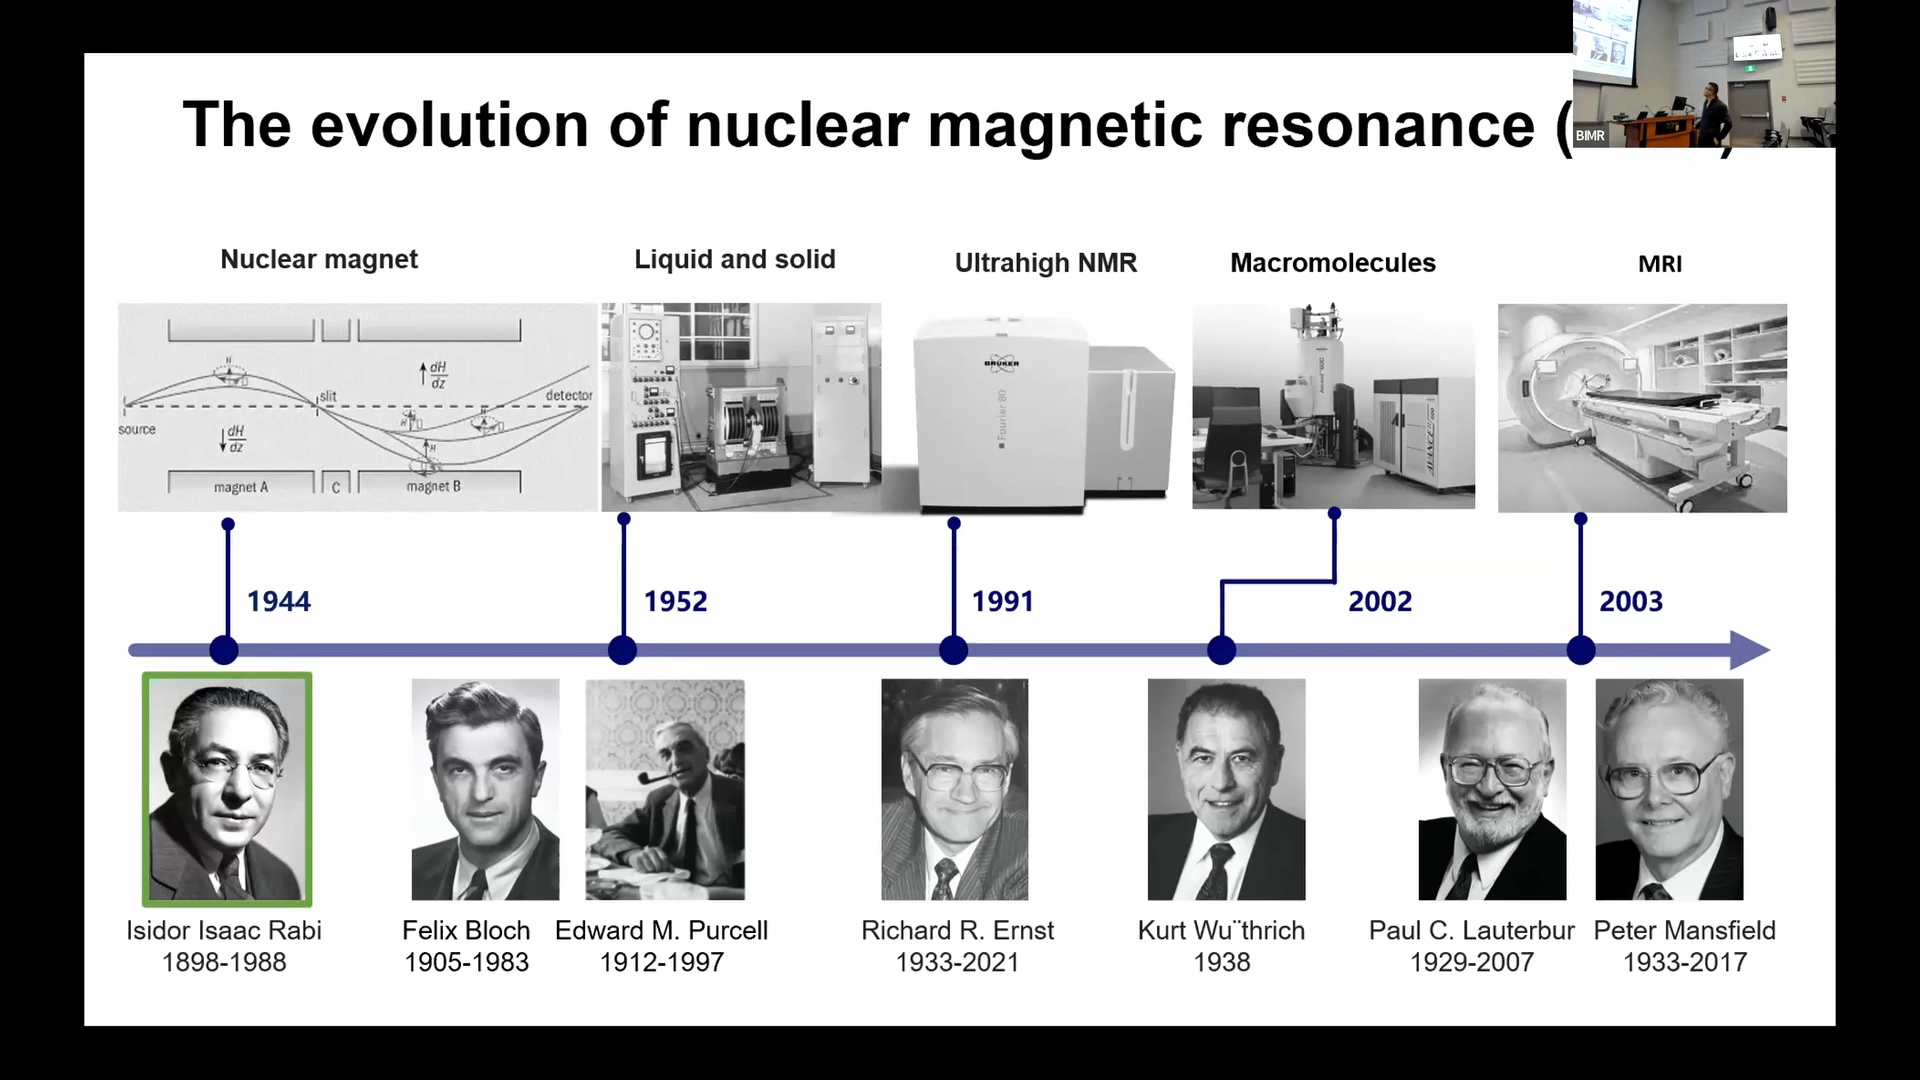 The evolution of nuclear magnetic resonance (
BIMR
Nuclear magnet
Liquid and solid
Ultrahigh NMR
Macromolecules
MRI
dH
dz
slit
detector
source
dH
dz
magnet A
C
magnet B
BRUKER
Fourier 80
1944
1952
1991
2002
2003
Isidor Isaac Rabi
1898-1988
Felix Bloch
1905-1983
Edward M. Purcell
1912-1997
Richard R. Ernst
1933-2021
Kurt Wu¨thrich
1938
Paul C. Lauterbur
1929-2007
Peter Mansfield
1933-2017